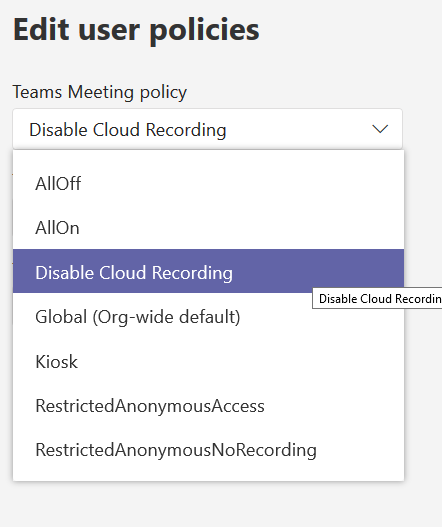 Edit user policies
Teams Meeting policy
Disable Cloud Recording
AllOff
AllOn
Disable Cloud Recording
Disable Cloud Recordin
Global (Org-wide default)
Kiosk
RestrictedAnonymousAccess
RestrictedAnonymousNoRecording